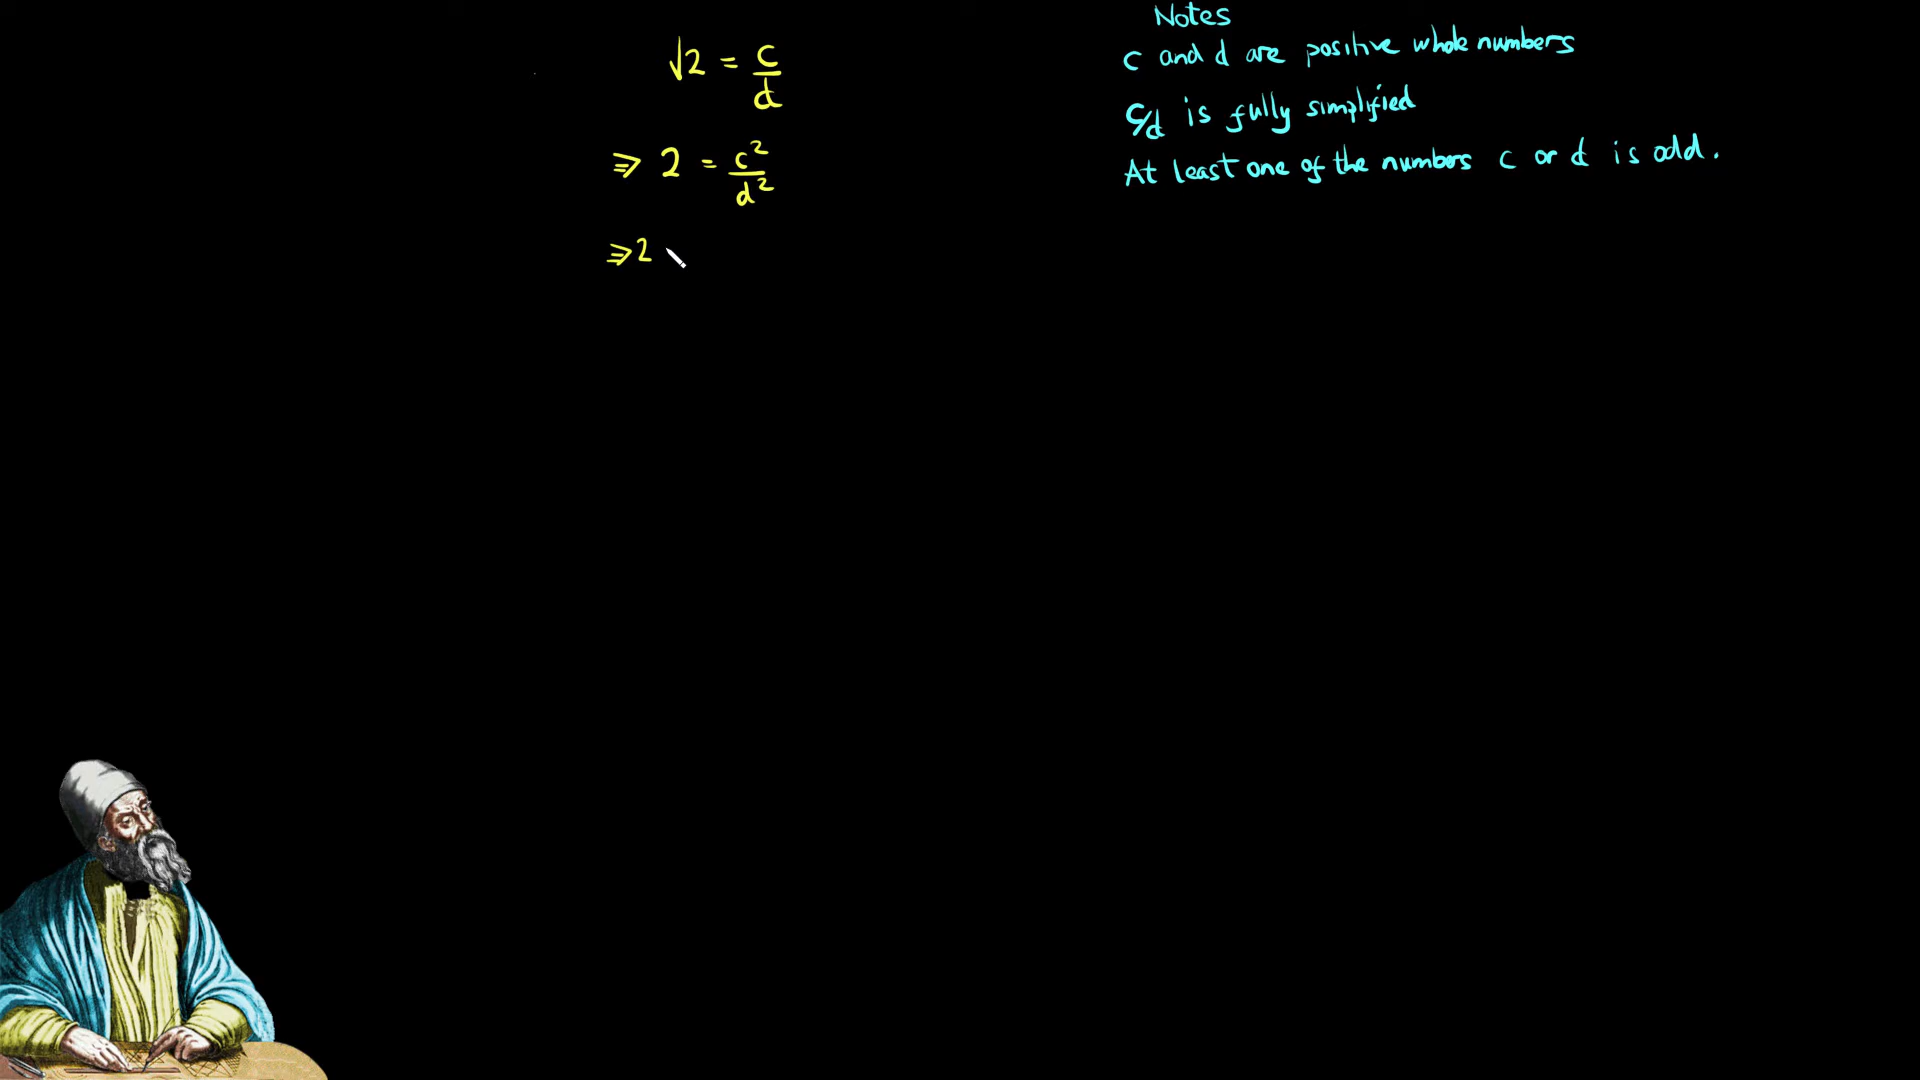 √2 = c/d
⇒ 2 = c²/d²
⇒ 2
Notes
c and d are positive whole numbers
c/d is fully simplified
At least one of the numbers c or d is odd.